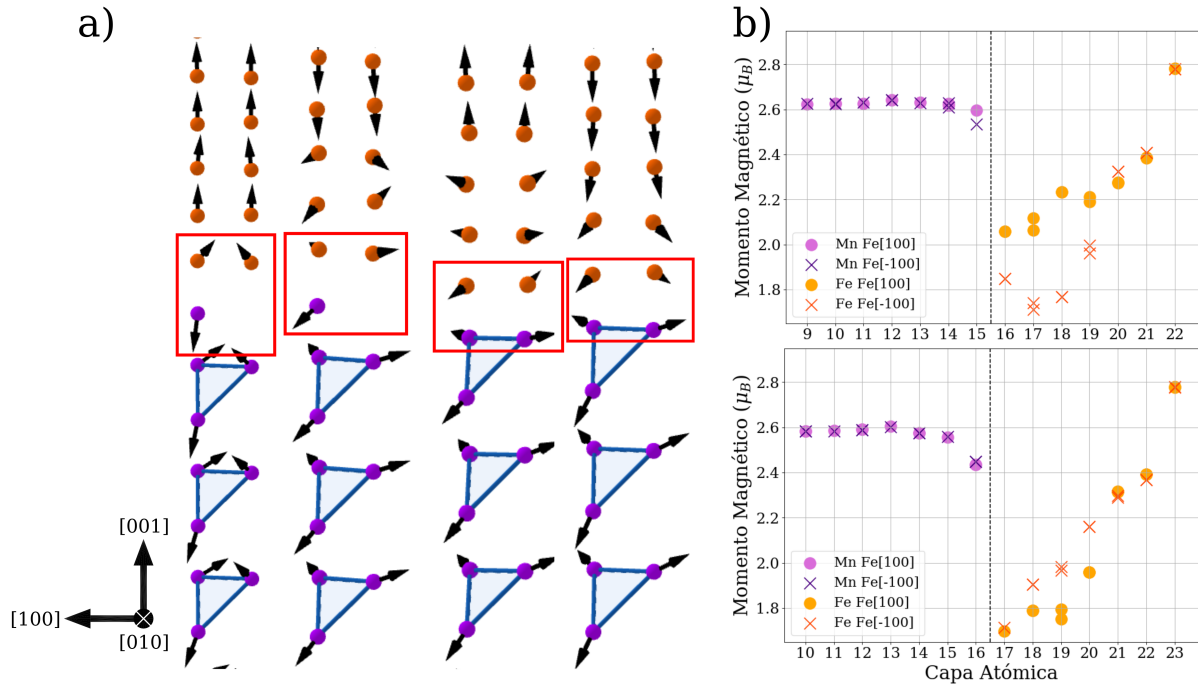 a)
[001]
[100]
[010]
b)
Momento Magnético (μB)
2.8
2.6
2.4
2.2
2.0
1.8
Mn Fe[100]
Mn Fe[-100]
Fe Fe[100]
Fe Fe[-100]
9 10 11 12 13 14 15 16 17 18 19 20 21 22
Momento Magnético (μB)
2.8
2.6
2.4
2.2
2.0
1.8
Mn Fe[100]
Mn Fe[-100]
Fe Fe[100]
Fe Fe[-100]
10 11 12 13 14 15 16 17 18 19 20 21 22 23
Capa Atómica